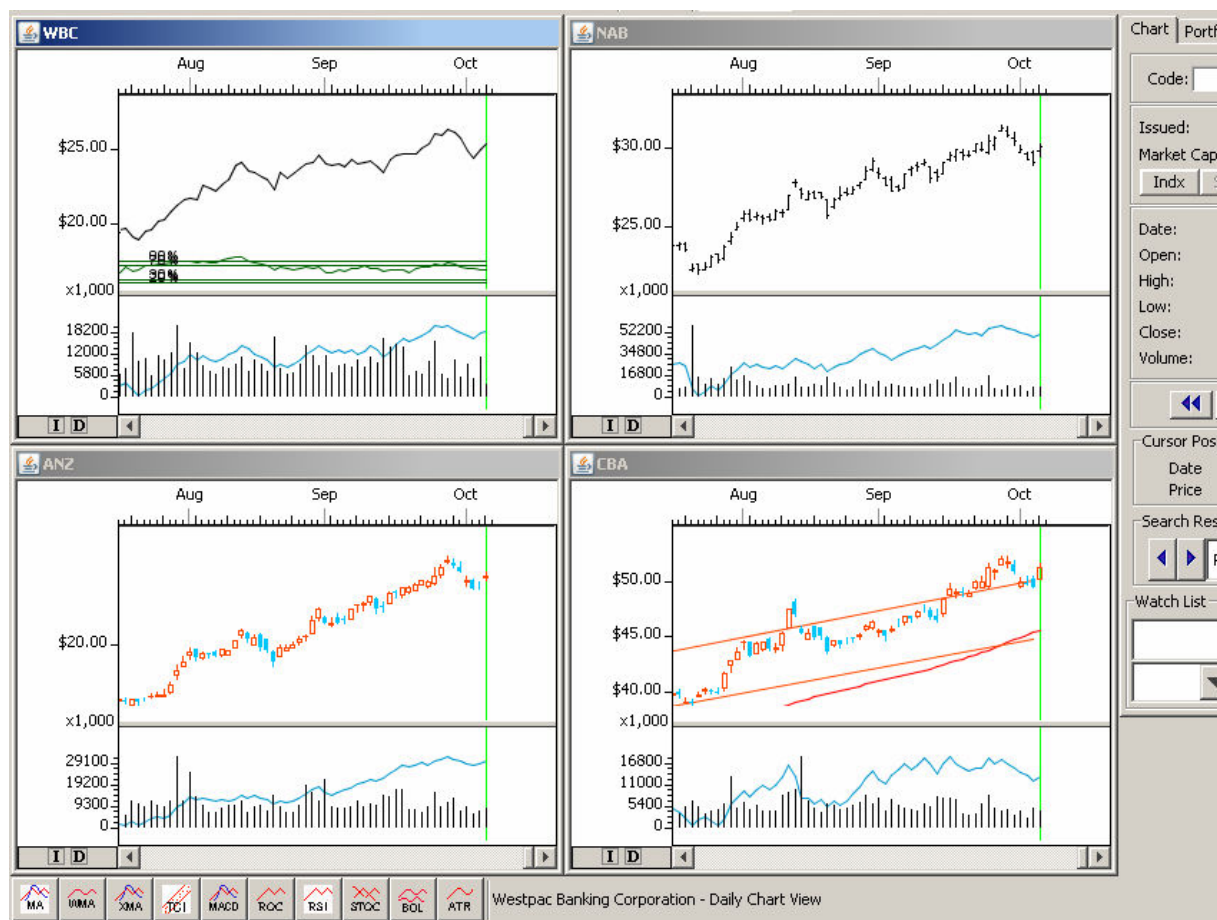 WBC
Aug Sep Oct
$25.00
$20.00
x1,000
18200
12000
5800
0
I D
NAB
Aug Sep Oct
$30.00
$25.00
x1,000
52200
34800
16800
0
I D
ANZ
Aug Sep Oct
$20.00
x1,000
29100
19200
9300
0
I D
CBA
Aug Sep Oct
$50.00
$45.00
$40.00
x1,000
16800
11000
5400
0
I D
Chart Portf
Code:
Issued:
Market Cap
Indx S
Date:
Open:
High:
Low:
Close:
Volume:
Cursor Pos
Date
Price
Search Res
Watch List
MA WMA XMA TCI MACD ROC RSI STOC BOL ATR Westpac Banking Corporation - Daily Chart View